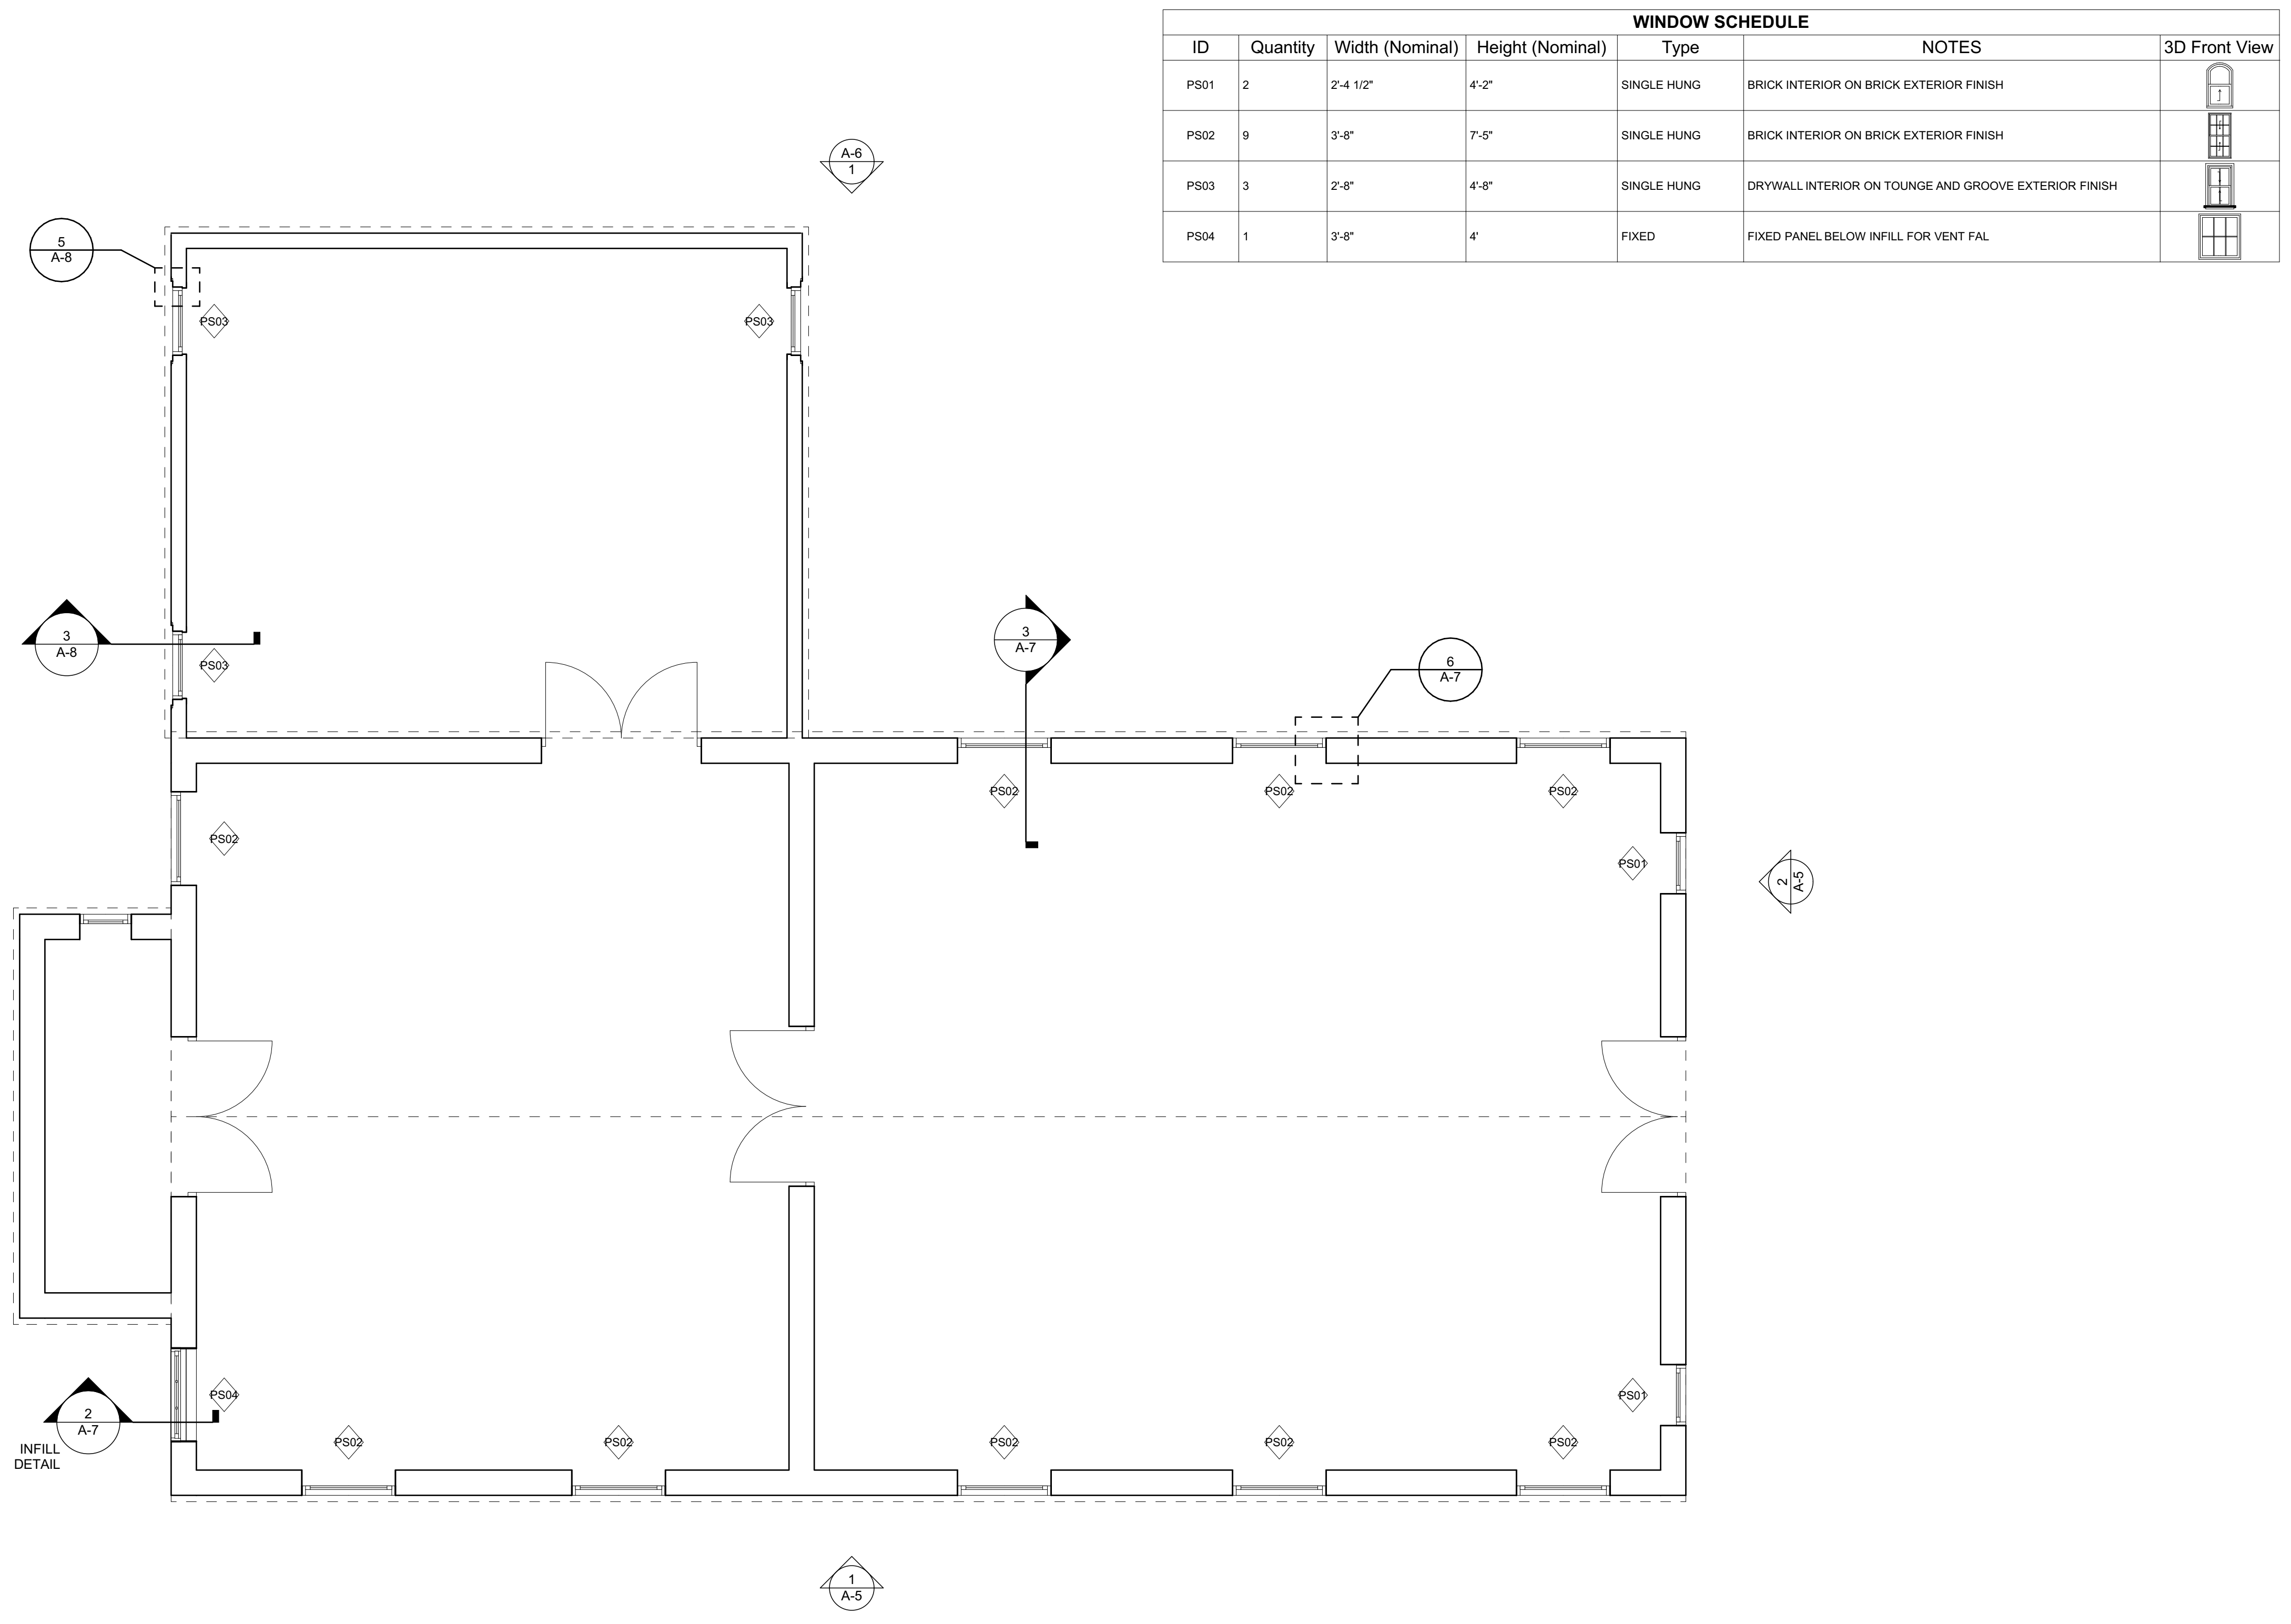 WINDOW SCHEDULE
ID Quantity Width (Nominal) Height (Nominal) Type NOTES 3D Front View
PS01 2 2'-4 1/2" 4'-2" SINGLE HUNG BRICK INTERIOR ON BRICK EXTERIOR FINISH
PS02 9 3'-8" 7'-5" SINGLE HUNG BRICK INTERIOR ON BRICK EXTERIOR FINISH
PS03 3 2'-8" 4'-8" SINGLE HUNG DRYWALL INTERIOR ON TOUNGE AND GROOVE EXTERIOR FINISH
PS04 1 3'-8" 4' FIXED FIXED PANEL BELOW INFILL FOR VENT FAL
A-6
1
5
A-8
PS03 PS03
3
A-8
3
A-7
PS03
6
A-7
PS02 PS02 PS02
PS02
PS01
2
A-5
PS04 PS01
2
A-7
PS02 PS02 PS02 PS02 PS02
INFILL
DETAIL
1
A-5